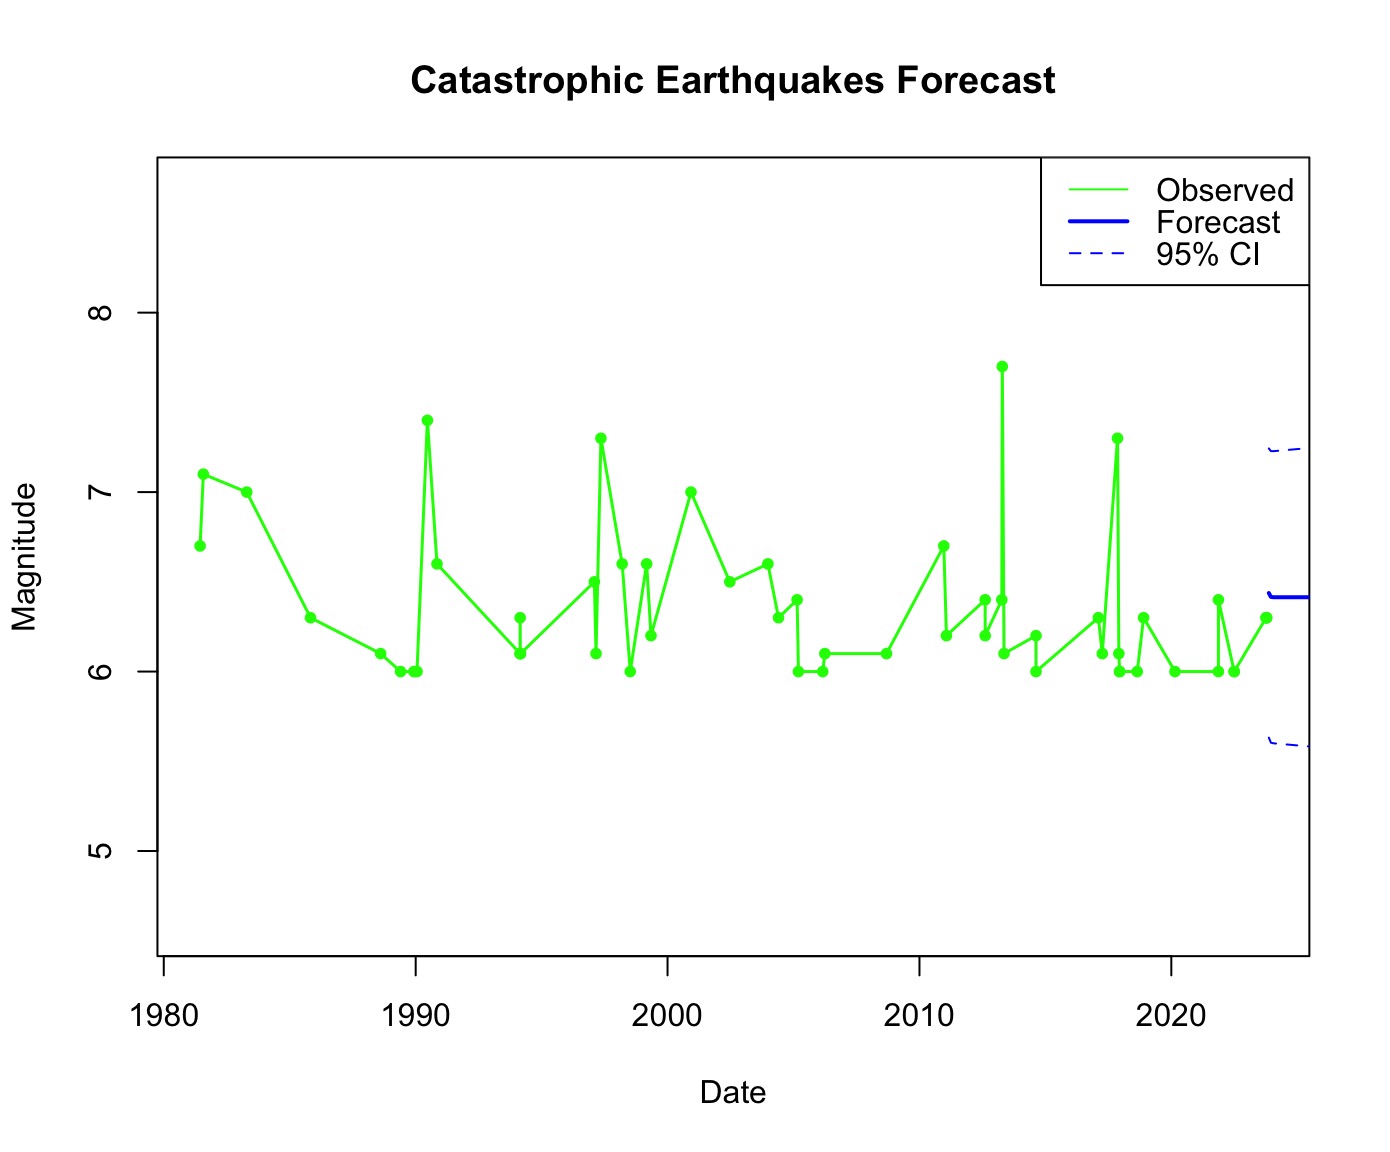 Catastrophic Earthquakes Forecast
Observed
Forecast
95% CI
8
7
6
5
Magnitude
1980 1990 2000 2010 2020
Date